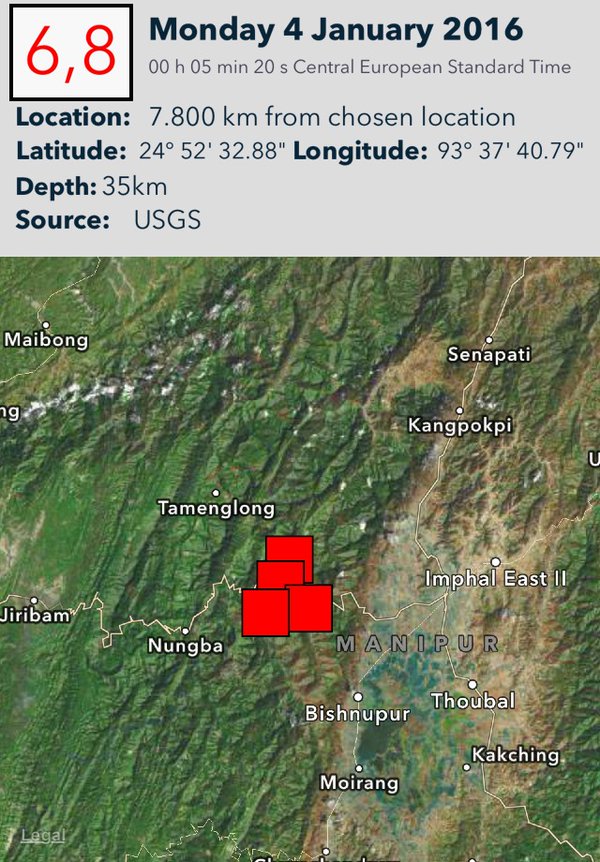 6,8
Monday 4 January 2016
00 h 05 min 20 s Central European Standard Time
Location: 7.800 km from chosen location
Latitude: 24° 52' 32.88" Longitude: 93° 37' 40.79"
Depth: 35km
Source: USGS
Maibong
Senapati
ng
Kangpokpi
U
Tamenglong
Imphal East II
Jiribam
Nungba
MANIPUR
Bishnupur
Thoubal
Kakching
Moirang
Legal